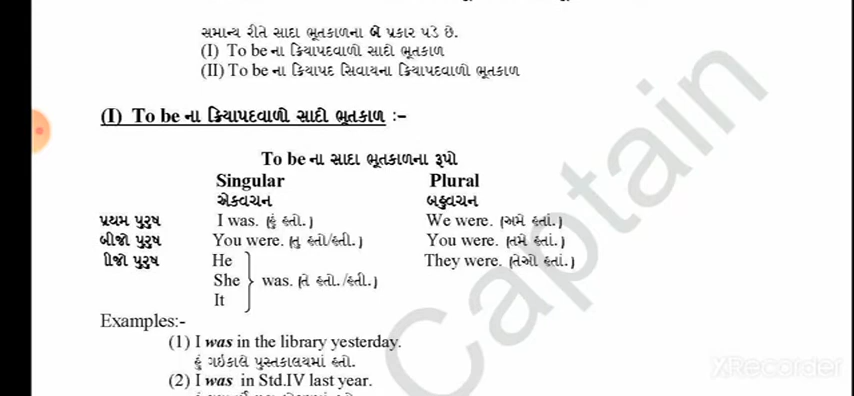 સમાન્ય રીતે સાદા ભૂતકાળના બે પ્રકાર પડે છે.
(I) To be ના ક્રિયાપદવાળો સાદો ભૂતકાળ
(II) To be ના ક્રિયાપદ સિવાયના ક્રિયાપદવાળો ભૂતકાળ
(I) To be ના ક્રિયાપદવાળો સાદો ભૂતકાળ :–
To be ના સાદા ભૂતકાળના રૂપો
Singular Plural
એકવચન બહુવચન
પ્રથમ પુરુષ I was. (હું હતો.) We were. (અમે હતાં.)
બીજો પુરુષ You were. (તુ હતો/હતી.) You were. (તમે હતાં.)
ત્રીજો પુરુષ He They were. (તેઓ હતાં.)
She was. (તે હતો./હતી.)
It
Examples:-
(1) I was in the library yesterday.
હું ગઇકાલે પુસ્તકાલયમાં હતો.
(2) I was in Std.IV last year.
Captain
XRecorder